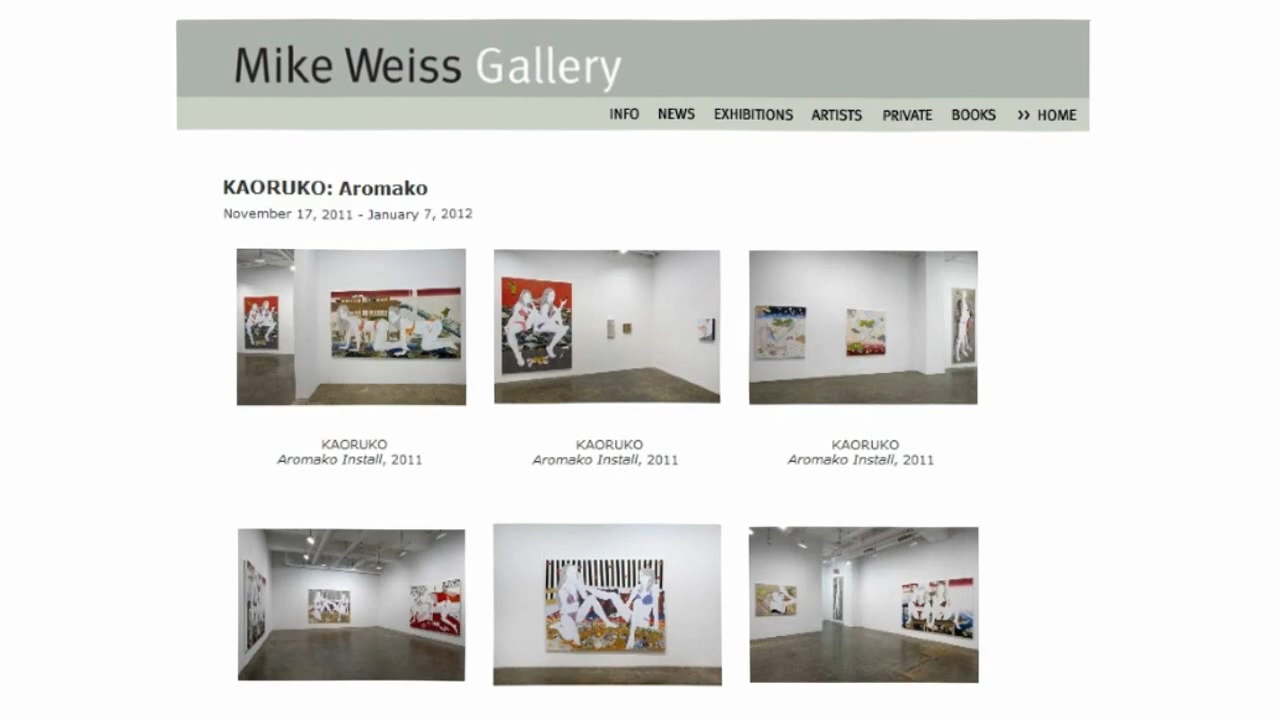 Mike Weiss Gallery
INFO NEWS EXHIBITIONS ARTISTS PRIVATE BOOKS >> HOME
KAORUKO: Aromako
November 17, 2011 - January 7, 2012
KAORUKO KAORUKO KAORUKO
Aromako Install, 2011 Aromako Install, 2011 Aromako Install, 2011